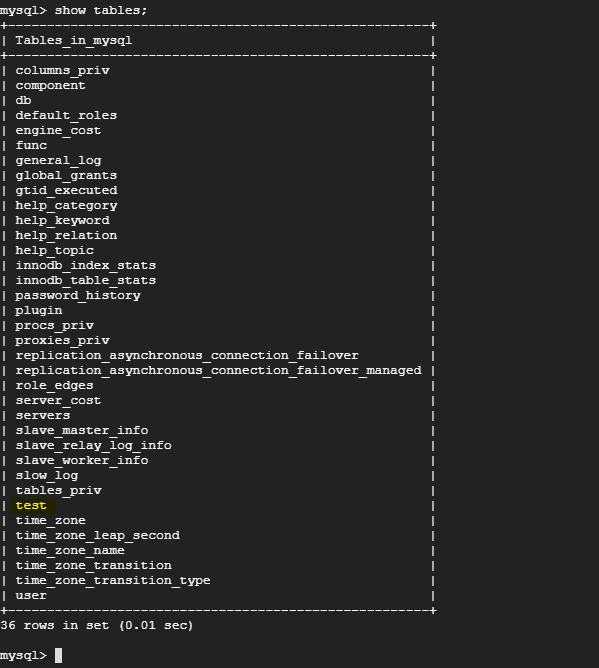 mysql> show tables;
+------------------------------------------------------+
| Tables_in_mysql                                      |
+------------------------------------------------------+
| columns_priv                                         |
| component                                            |
| db                                                   |
| default_roles                                        |
| engine_cost                                          |
| func                                                 |
| general_log                                          |
| global_grants                                        |
| gtid_executed                                        |
| help_category                                        |
| help_keyword                                         |
| help_relation                                        |
| help_topic                                           |
| innodb_index_stats                                   |
| innodb_table_stats                                   |
| password_history                                     |
| plugin                                               |
| procs_priv                                           |
| proxies_priv                                         |
| replication_asynchronous_connection_failover         |
| replication_asynchronous_connection_failover_managed |
| role_edges                                           |
| server_cost                                          |
| servers                                              |
| slave_master_info                                    |
| slave_relay_log_info                                 |
| slave_worker_info                                    |
| slow_log                                             |
| tables_priv                                          |
| test                                                 |
| time_zone                                            |
| time_zone_leap_second                                |
| time_zone_name                                       |
| time_zone_transition                                 |
| time_zone_transition_type                            |
| user                                                 |
+------------------------------------------------------+
36 rows in set (0.01 sec)
mysql>